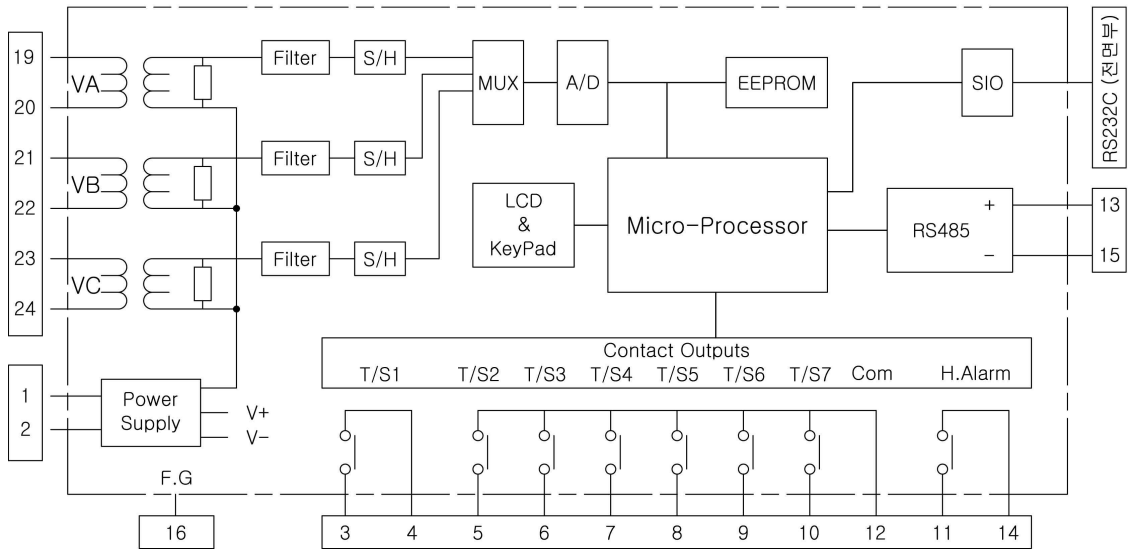 19
VA
20
Filter
S/H
MUX
A/D
EEPROM
SIO
RS232C (전면부)
21
VB
22
Filter
S/H
LCD
&
KeyPad
Micro-Processor
RS485
+
−
13
15
23
VC
24
Filter
S/H
Contact Outputs
T/S1 T/S2 T/S3 T/S4 T/S5 T/S6 T/S7 Com H.Alarm
1
2
Power
Supply
V+
V−
F.G
16
3 4 5 6 7 8 9 10 12 11 14